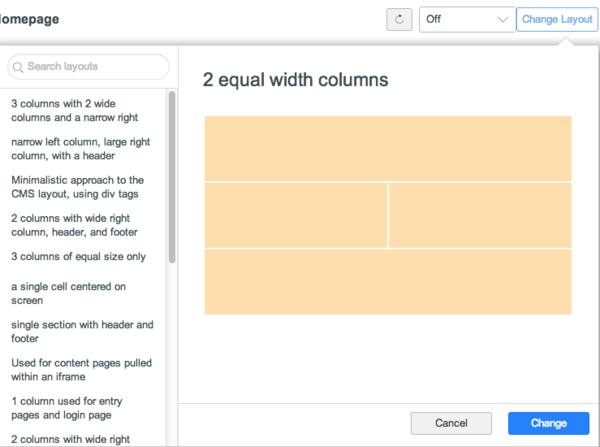 Homepage
Off
Change Layout
Search layouts
2 equal width columns
3 columns with 2 wide
columns and a narrow right
narrow left column, large right
column, with a header
Minimalistic approach to the
CMS layout, using div tags
2 columns with wide right
column, header, and footer
3 columns of equal size only
a single cell centered on
screen
single section with header and
footer
Used for content pages pulled
within an iframe
1 column used for entry
pages and login page
2 columns with wide right
Cancel
Change